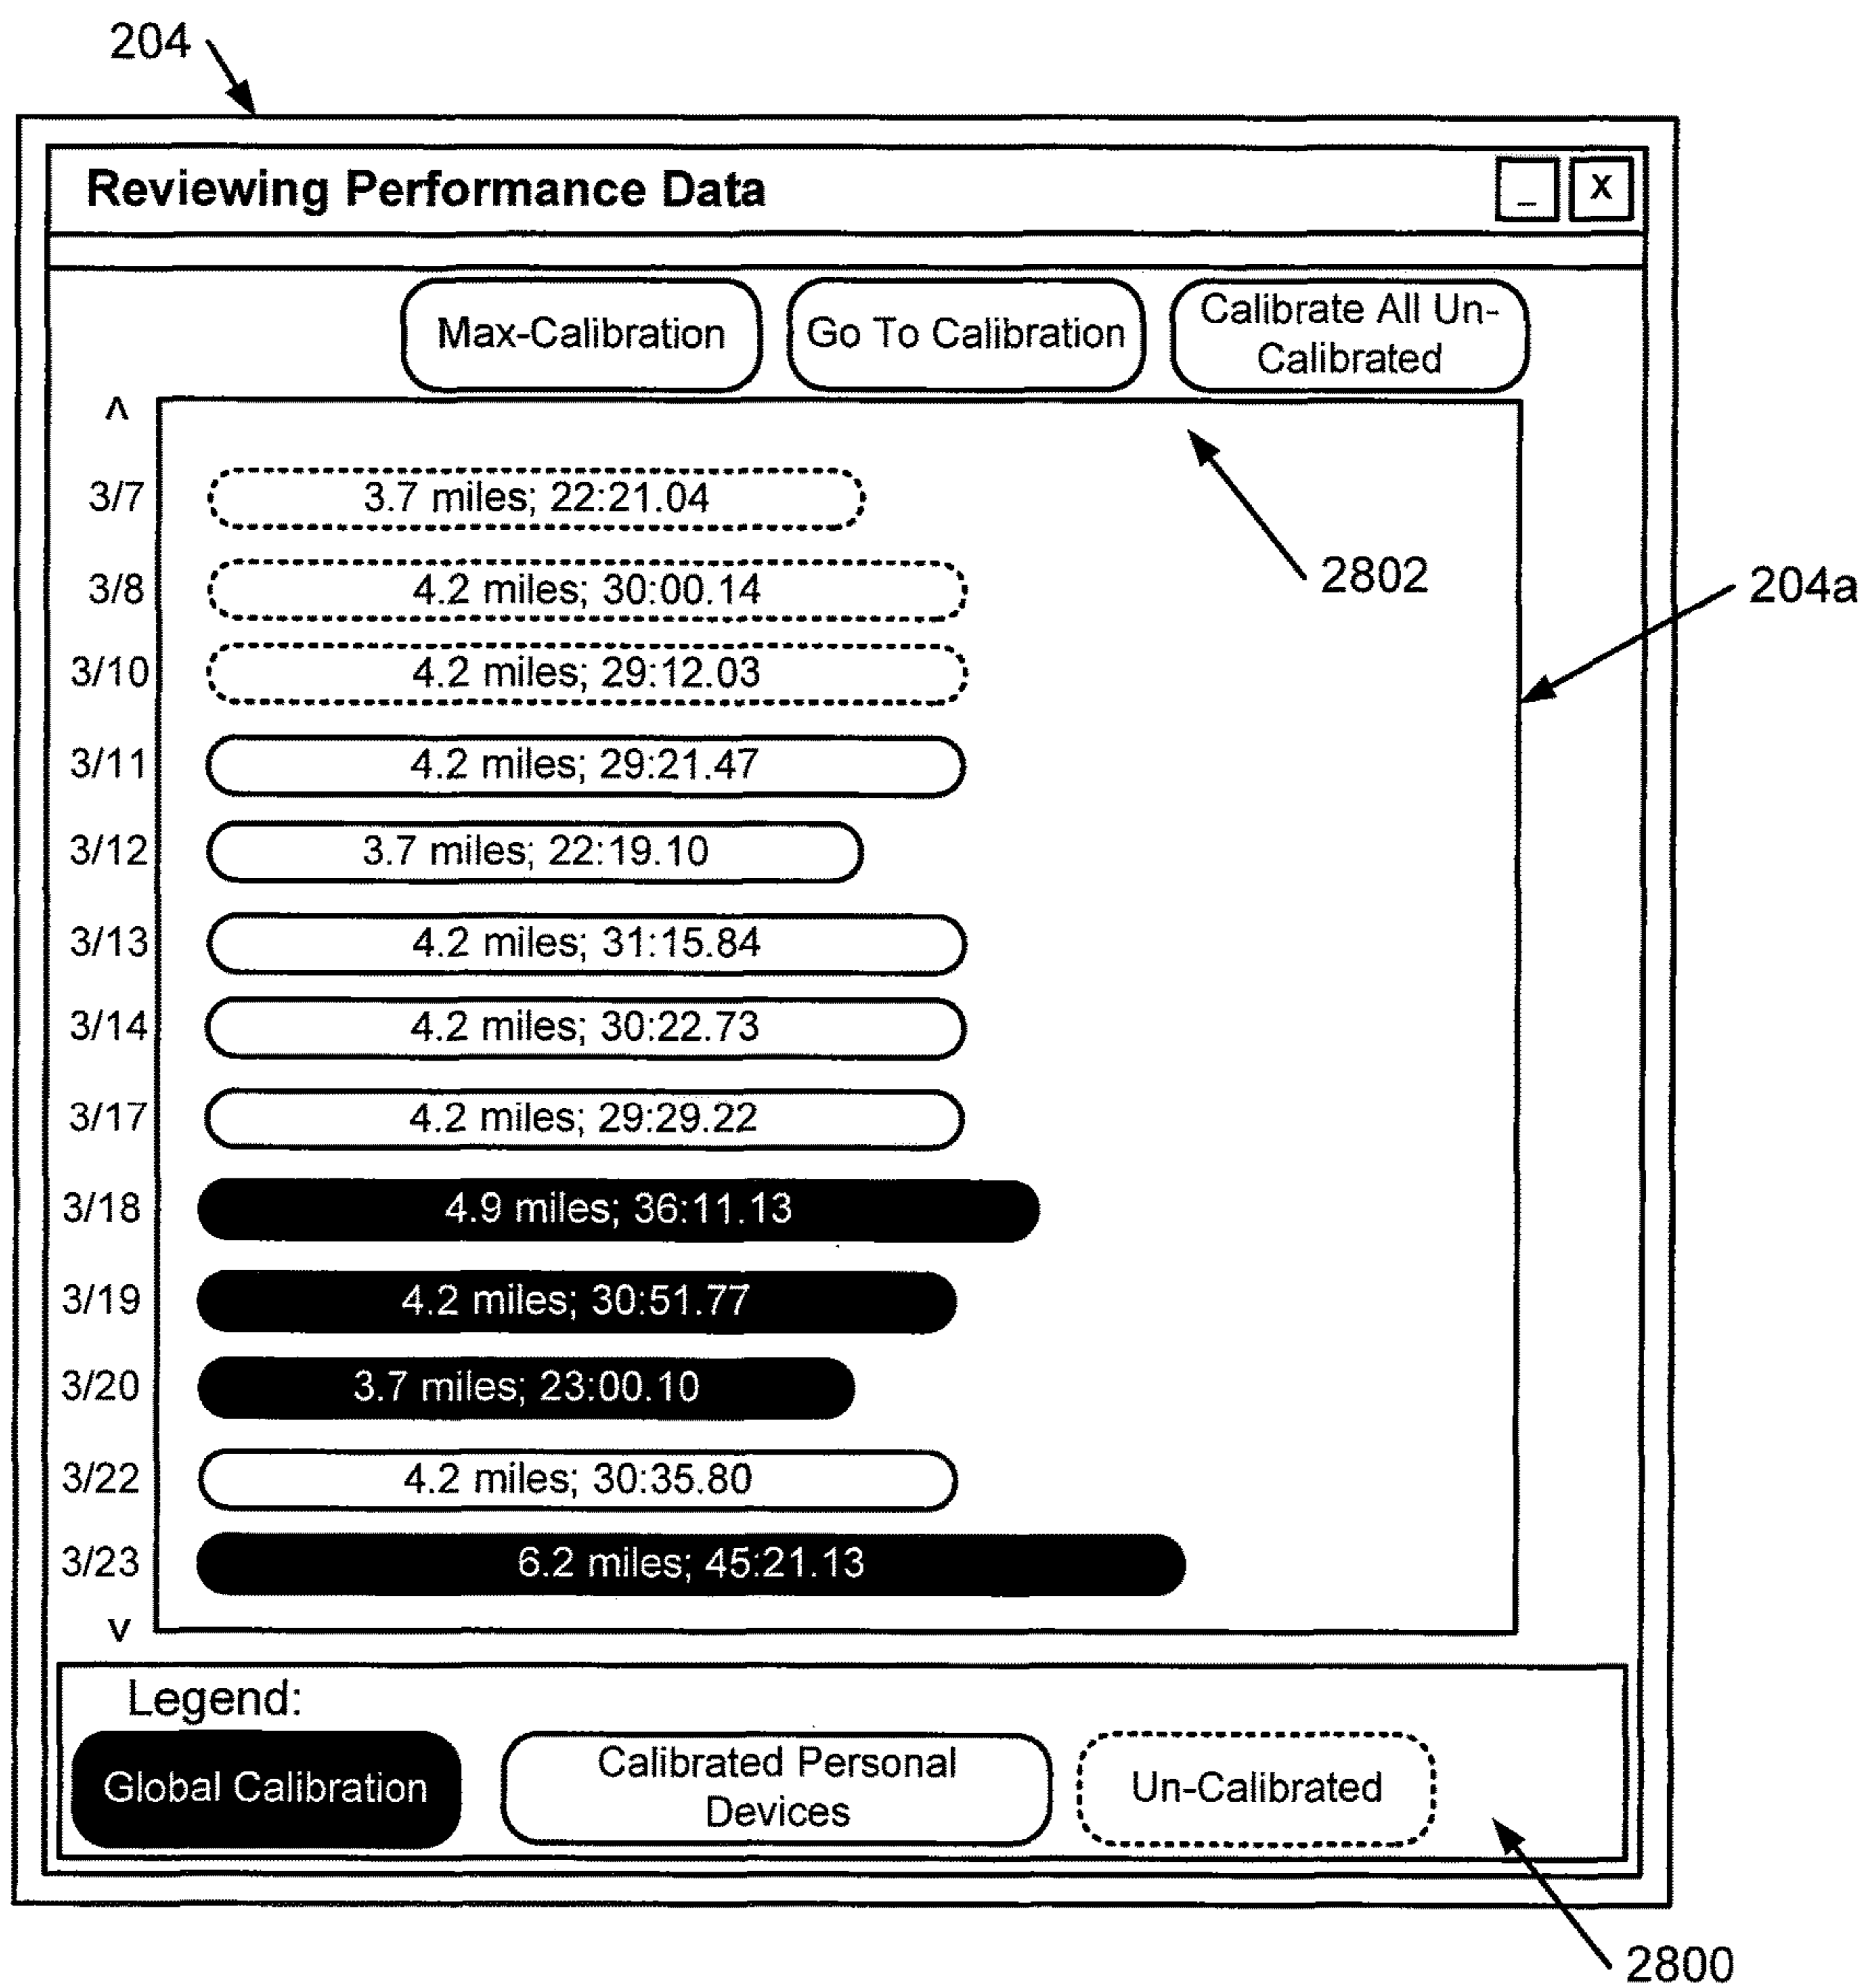 204
Reviewing Performance Data
_ X
Max-Calibration
Go To Calibration
Calibrate All Un-
Calibrated
^
3/7 3.7 miles; 22:21.04
2802
3/8 4.2 miles; 30:00.14
204a
3/10 4.2 miles; 29:12.03
3/11 4.2 miles; 29:21.47
3/12 3.7 miles; 22:19.10
3/13 4.2 miles; 31:15.84
3/14 4.2 miles; 30:22.73
3/17 4.2 miles; 29:29.22
3/18 4.9 miles; 36:11.13
3/19 4.2 miles; 30:51.77
3/20 3.7 miles; 23:00.10
3/22 4.2 miles; 30:35.80
3/23 6.2 miles; 45:21.13
v
Legend:
Global Calibration
Calibrated Personal
Devices
Un-Calibrated
2800